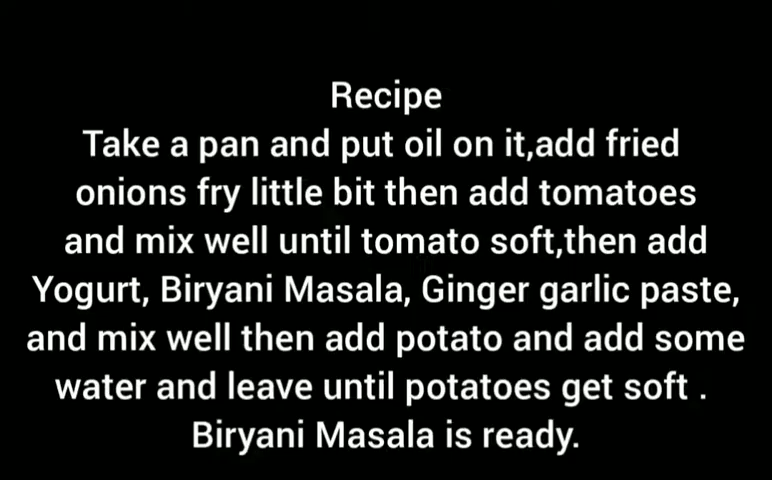 Recipe
Take a pan and put oil on it,add fried
onions fry little bit then add tomatoes
and mix well until tomato soft,then add
Yogurt, Biryani Masala, Ginger garlic paste,
and mix well then add potato and add some
water and leave until potatoes get soft .
Biryani Masala is ready.